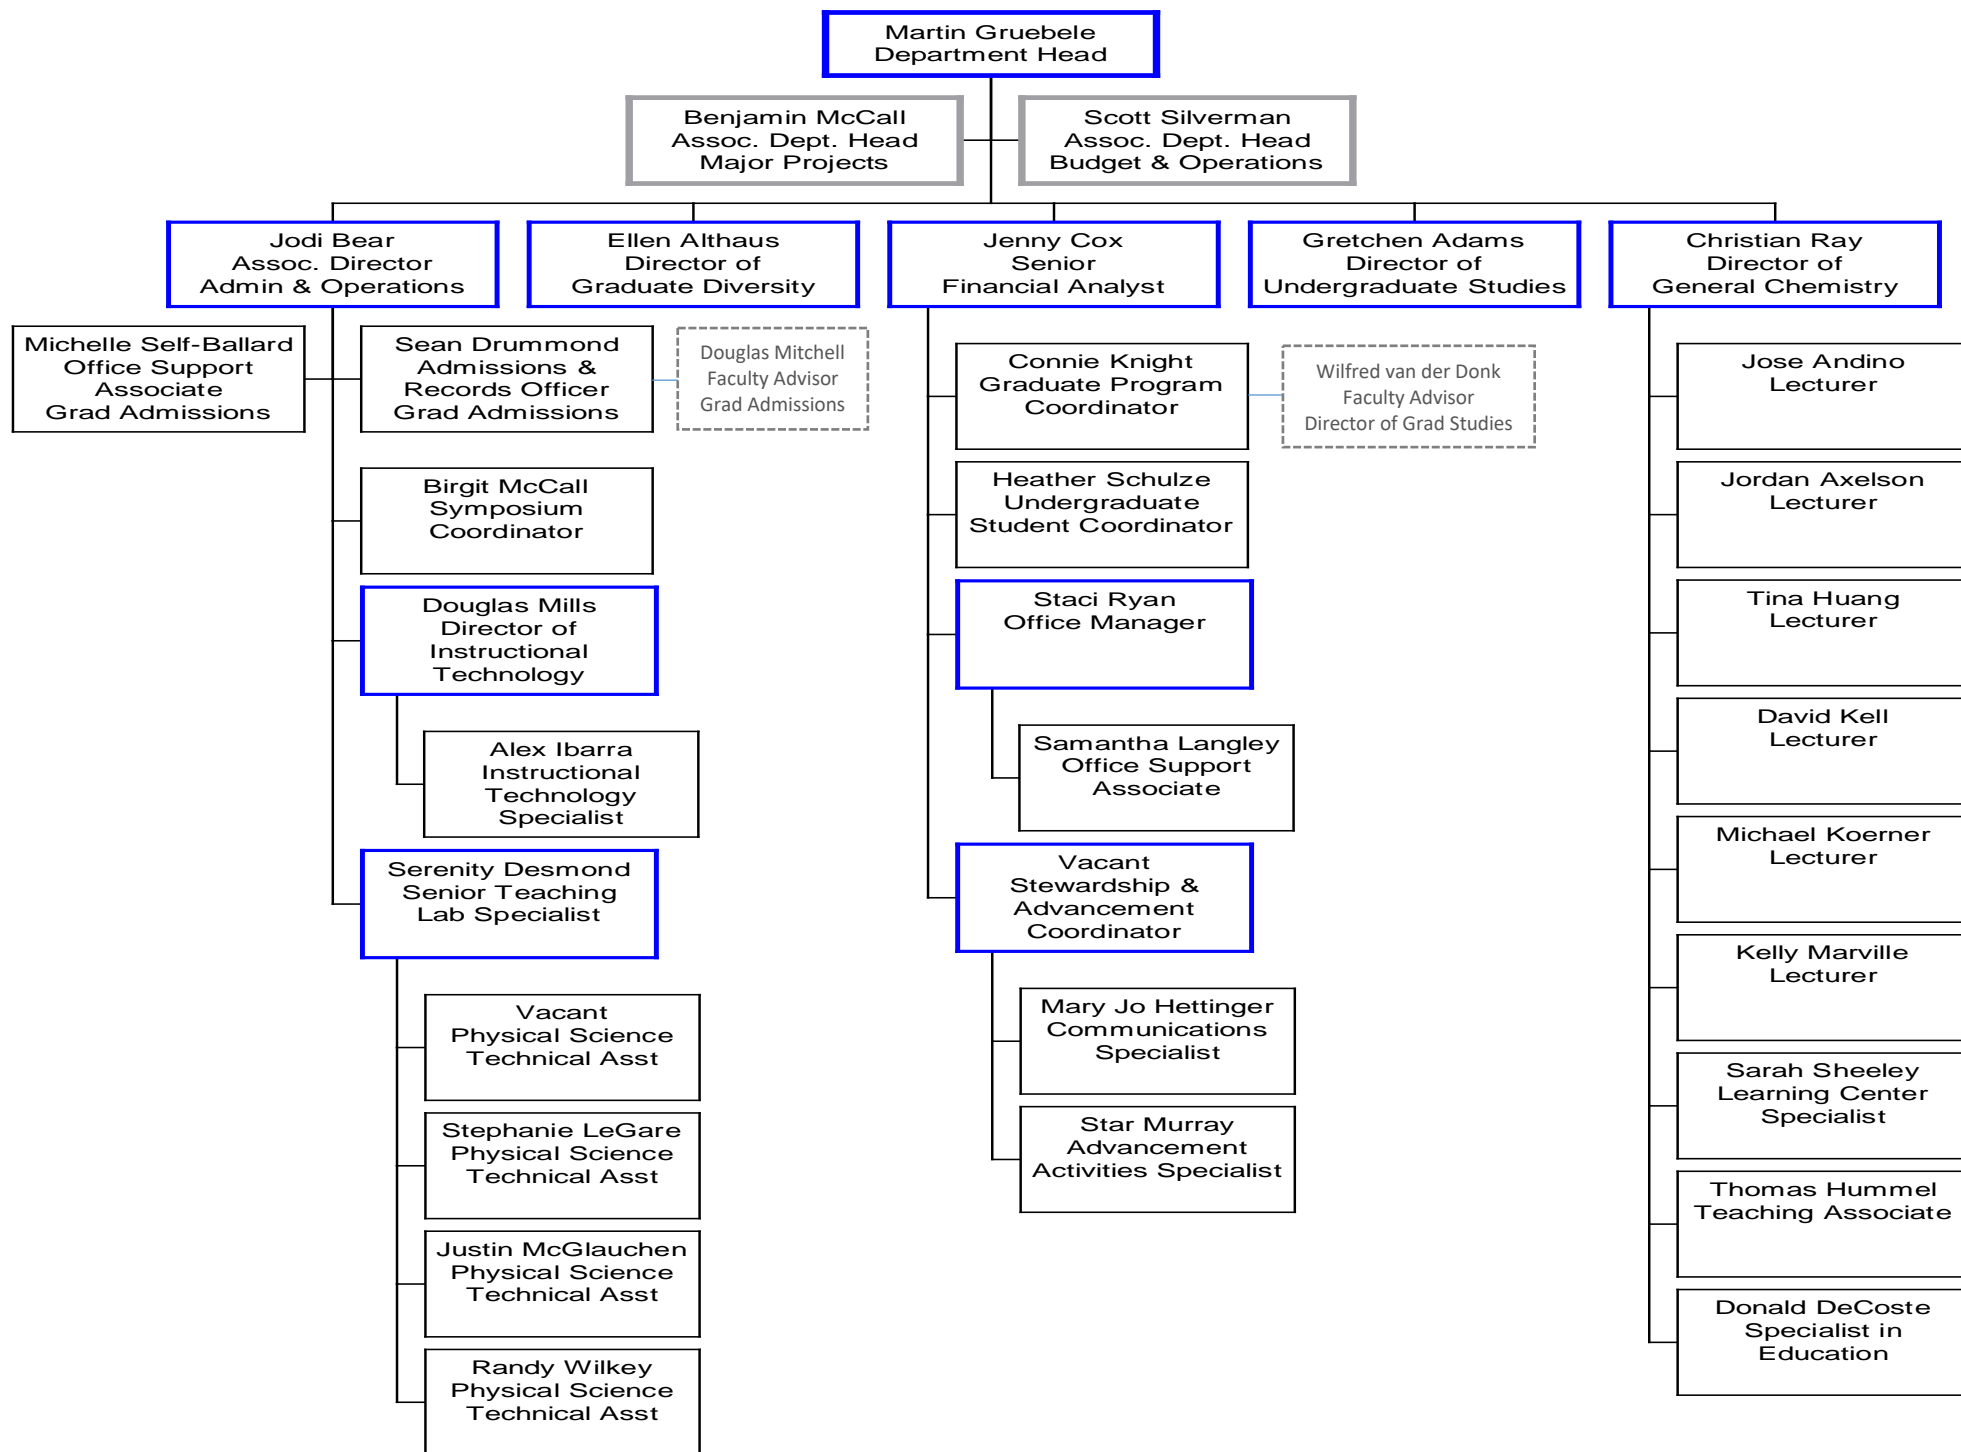 Martin Gruebele
Department Head
Benjamin McCall
Assoc. Dept. Head
Major Projects
Scott Silverman
Assoc. Dept. Head
Budget & Operations
Jodi Bear
Assoc. Director
Admin & Operations
Ellen Althaus
Director of
Graduate Diversity
Jenny Cox
Senior
Financial Analyst
Gretchen Adams
Director of
Undergraduate Studies
Christian Ray
Director of
General Chemistry
Michelle Self-Ballard
Office Support
Associate
Grad Admissions
Sean Drummond
Admissions &
Records Officer
Grad Admissions
Douglas Mitchell
Faculty Advisor
Grad Admissions
Birgit McCall
Symposium
Coordinator
Douglas Mills
Director of
Instructional
Technology
Alex Ibarra
Instructional
Technology
Specialist
Serenity Desmond
Senior Teaching
Lab Specialist
Vacant
Physical Science
Technical Asst
Stephanie LeGare
Physical Science
Technical Asst
Justin McGlauchen
Physical Science
Technical Asst
Randy Wilkey
Physical Science
Technical Asst
Connie Knight
Graduate Program
Coordinator
Wilfred van der Donk
Faculty Advisor
Director of Grad Studies
Heather Schulze
Undergraduate
Student Coordinator
Staci Ryan
Office Manager
Samantha Langley
Office Support
Associate
Vacant
Stewardship &
Advancement
Coordinator
Mary Jo Hettinger
Communications
Specialist
Star Murray
Advancement
Activities Specialist
Jose Andino
Lecturer
Jordan Axelson
Lecturer
Tina Huang
Lecturer
David Kell
Lecturer
Michael Koerner
Lecturer
Kelly Marville
Lecturer
Sarah Sheeley
Learning Center
Specialist
Thomas Hummel
Teaching Associate
Donald DeCoste
Specialist in
Education